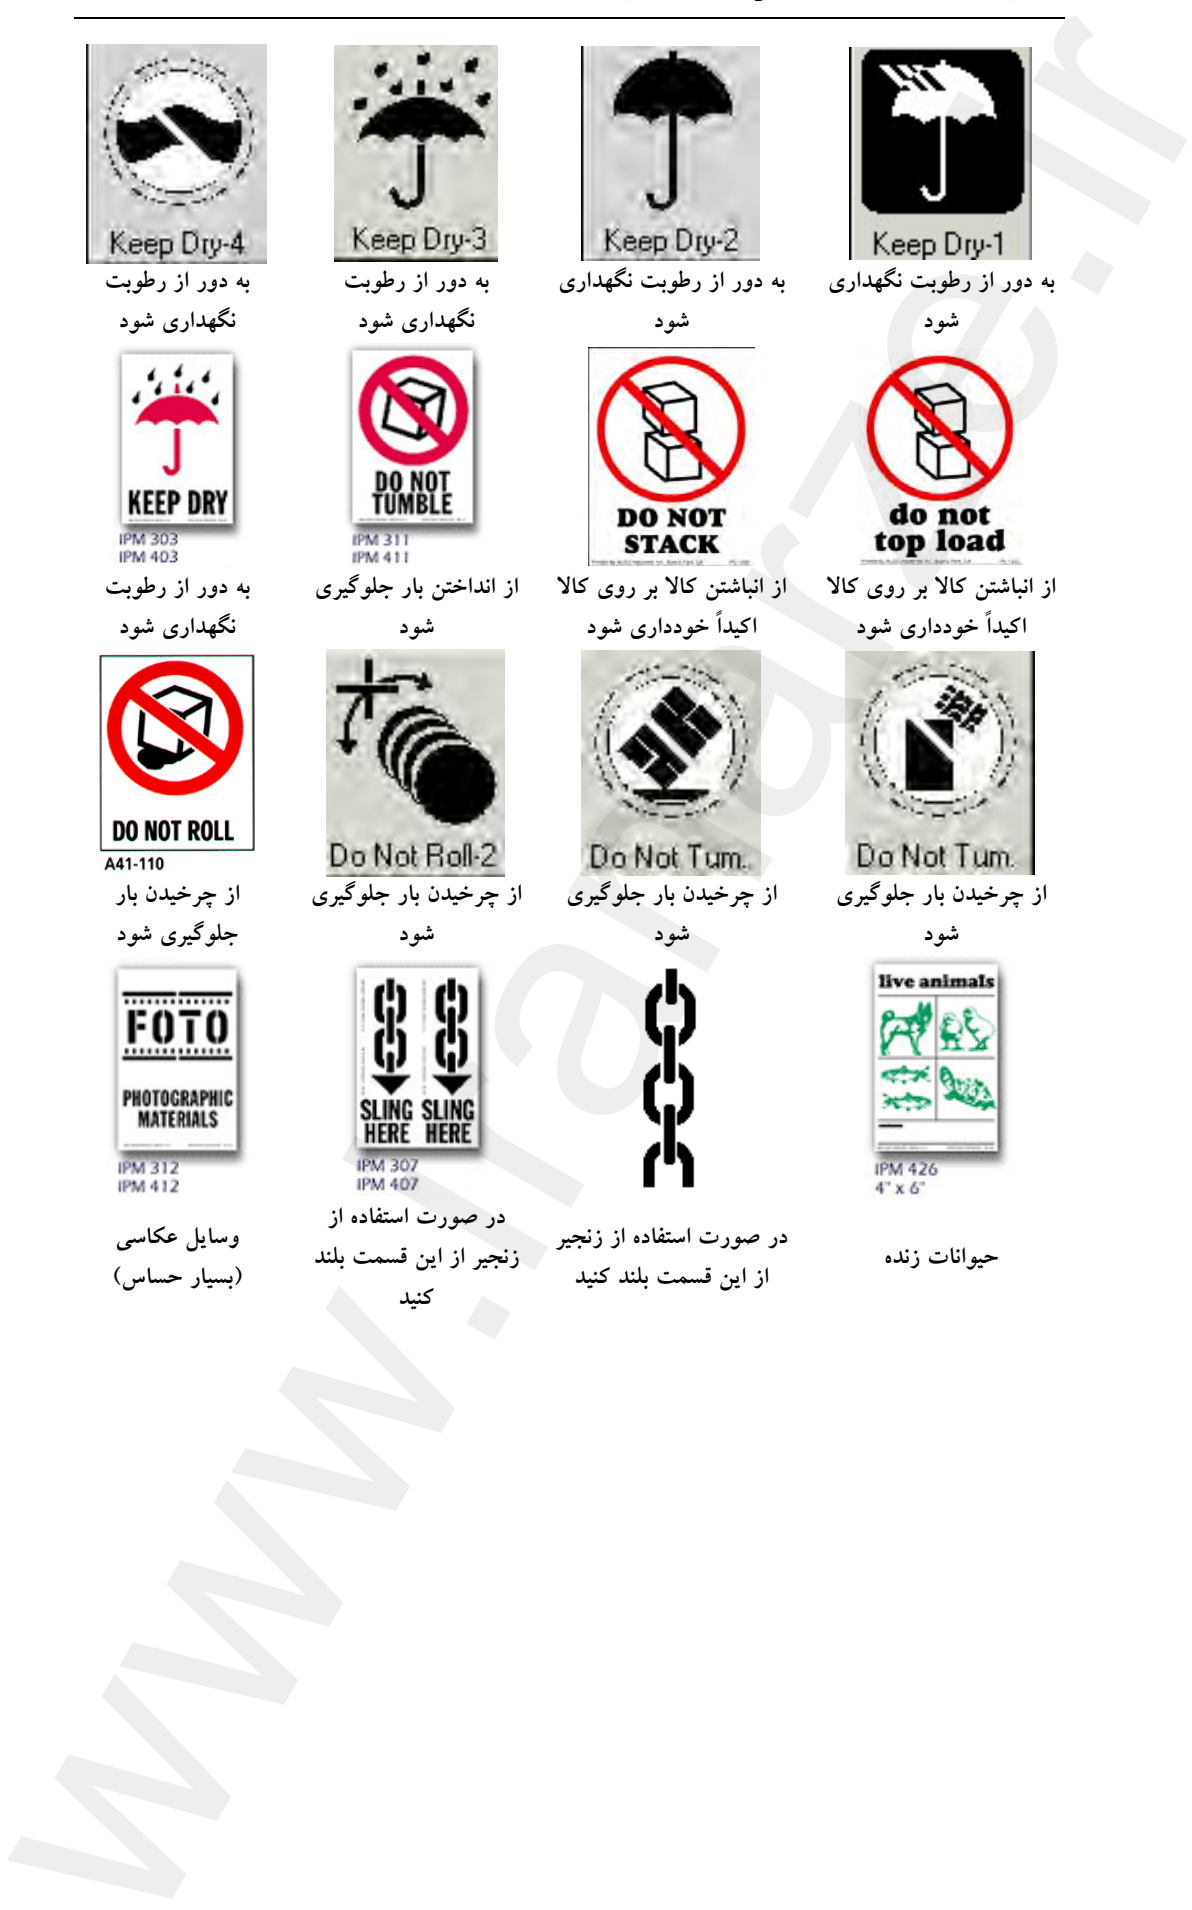 Keep Dry-1
Keep Dry-2
Keep Dry-3
Keep Dry-4
به دور از رطوبت نگهداری
شود
به دور از رطوبت نگهداری
شود
به دور از رطوبت
نگهداری شود
به دور از رطوبت
نگهداری شود
do not
top load
DO NOT
STACK
DO NOT
TUMBLE
IPM 311
IPM 411
KEEP DRY
IPM 303
IPM 403
از انباشتن کالا بر روی کالا
اکیداً خودداری شود
از انباشتن کالا بر روی کالا
اکیداً خودداری شود
از انداختن بار جلوگیری
شود
به دور از رطوبت
نگهداری شود
Do Not Tum.
Do Not Tum..
Do Not Roll-2
DO NOT ROLL
A41-110
از چرخیدن بار جلوگیری
شود
از چرخیدن بار جلوگیری
شود
از چرخیدن بار جلوگیری
شود
از چرخیدن بار
جلوگیری شود
live animals
IPM 426
4" x 6"
SLING SLING
HERE HERE
IPM 307
IPM 407
FOTO
PHOTOGRAPHIC
MATERIALS
IPM 312
IPM 412
حیوانات زنده
در صورت استفاده از زنجیر
از این قسمت بلند کنید
در صورت استفاده از
زنجیر از این قسمت بلند
کنید
وسایل عکاسی
(بسیار حساس)
www.iranarze.ir